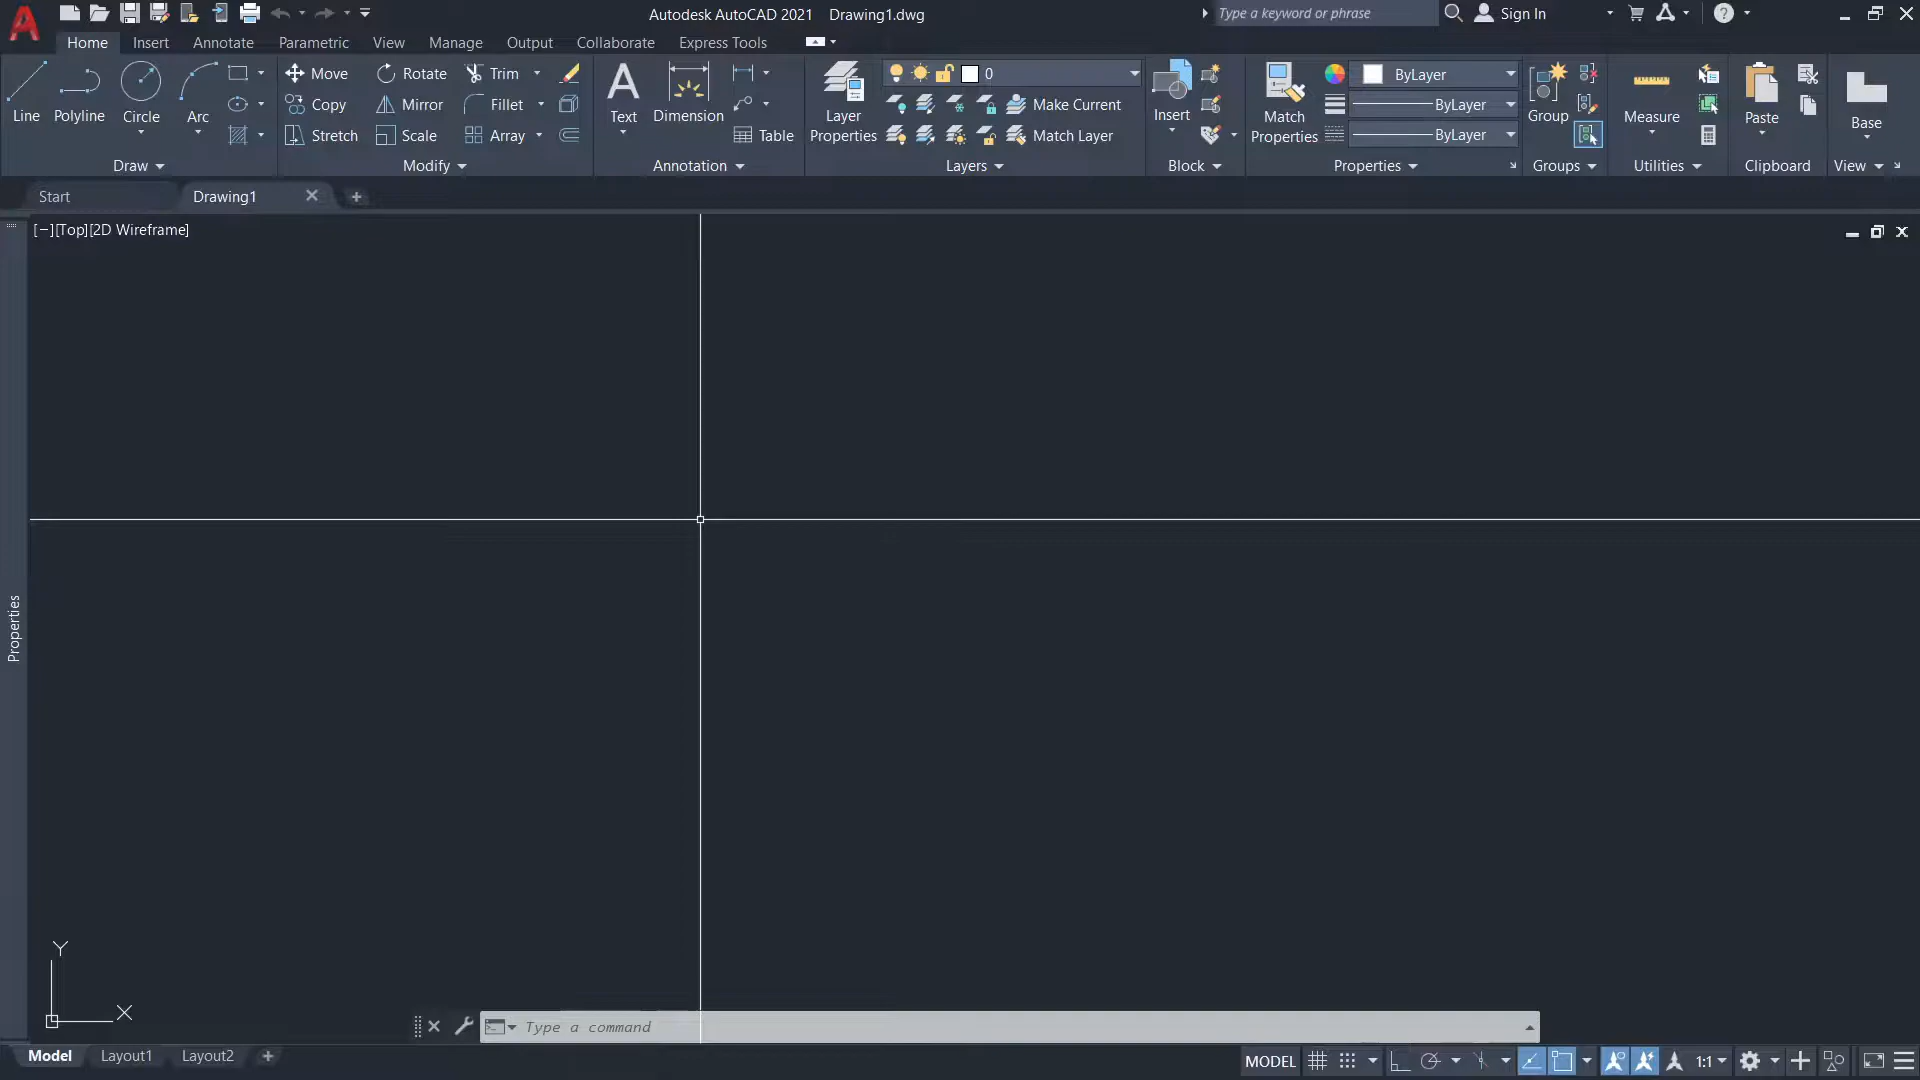 Autodesk AutoCAD 2021 Drawing1.dwg
Type a keyword or phrase
Sign In
Home Insert Annotate Parametric View Manage Output Collaborate Express Tools
Line Polyline Circle Arc
Move Rotate Trim
Copy Mirror Fillet
Stretch Scale Array
Text Dimension
Table
Layer
Properties
0
Make Current
Match Layer
Insert
Match
Properties
ByLayer
ByLayer
ByLayer
Group
Measure
Paste
Base
Draw Modify Annotation Layers Block Properties Groups Utilities Clipboard View
Start Drawing1
[−][Top][2D Wireframe]
Properties
Y
X
Type a command
Model Layout1 Layout2
MODEL
1:1